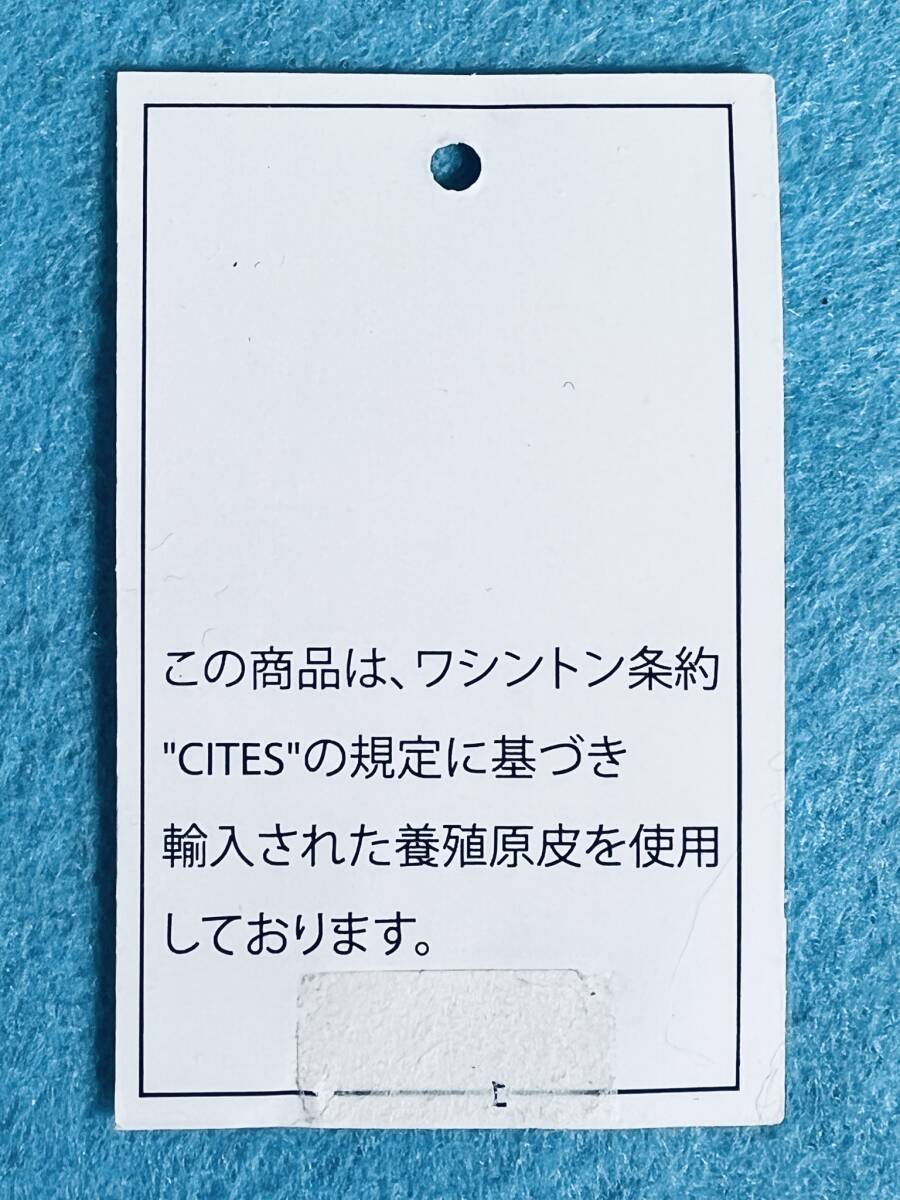 この商品は、ワシントン条約
"CITES"の規定に基づき
輸入された養殖原皮を使用
しております。